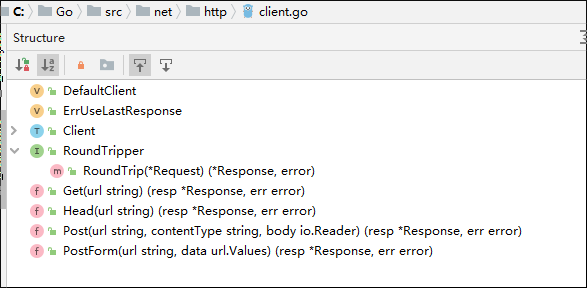 C: Go src net http client.go
Structure
V DefaultClient
V ErrUseLastResponse
T Client
I RoundTripper
m RoundTrip(*Request) (*Response, error)
f Get(url string) (resp *Response, err error)
f Head(url string) (resp *Response, err error)
f Post(url string, contentType string, body io.Reader) (resp *Response, err error)
f PostForm(url string, data url.Values) (resp *Response, err error)